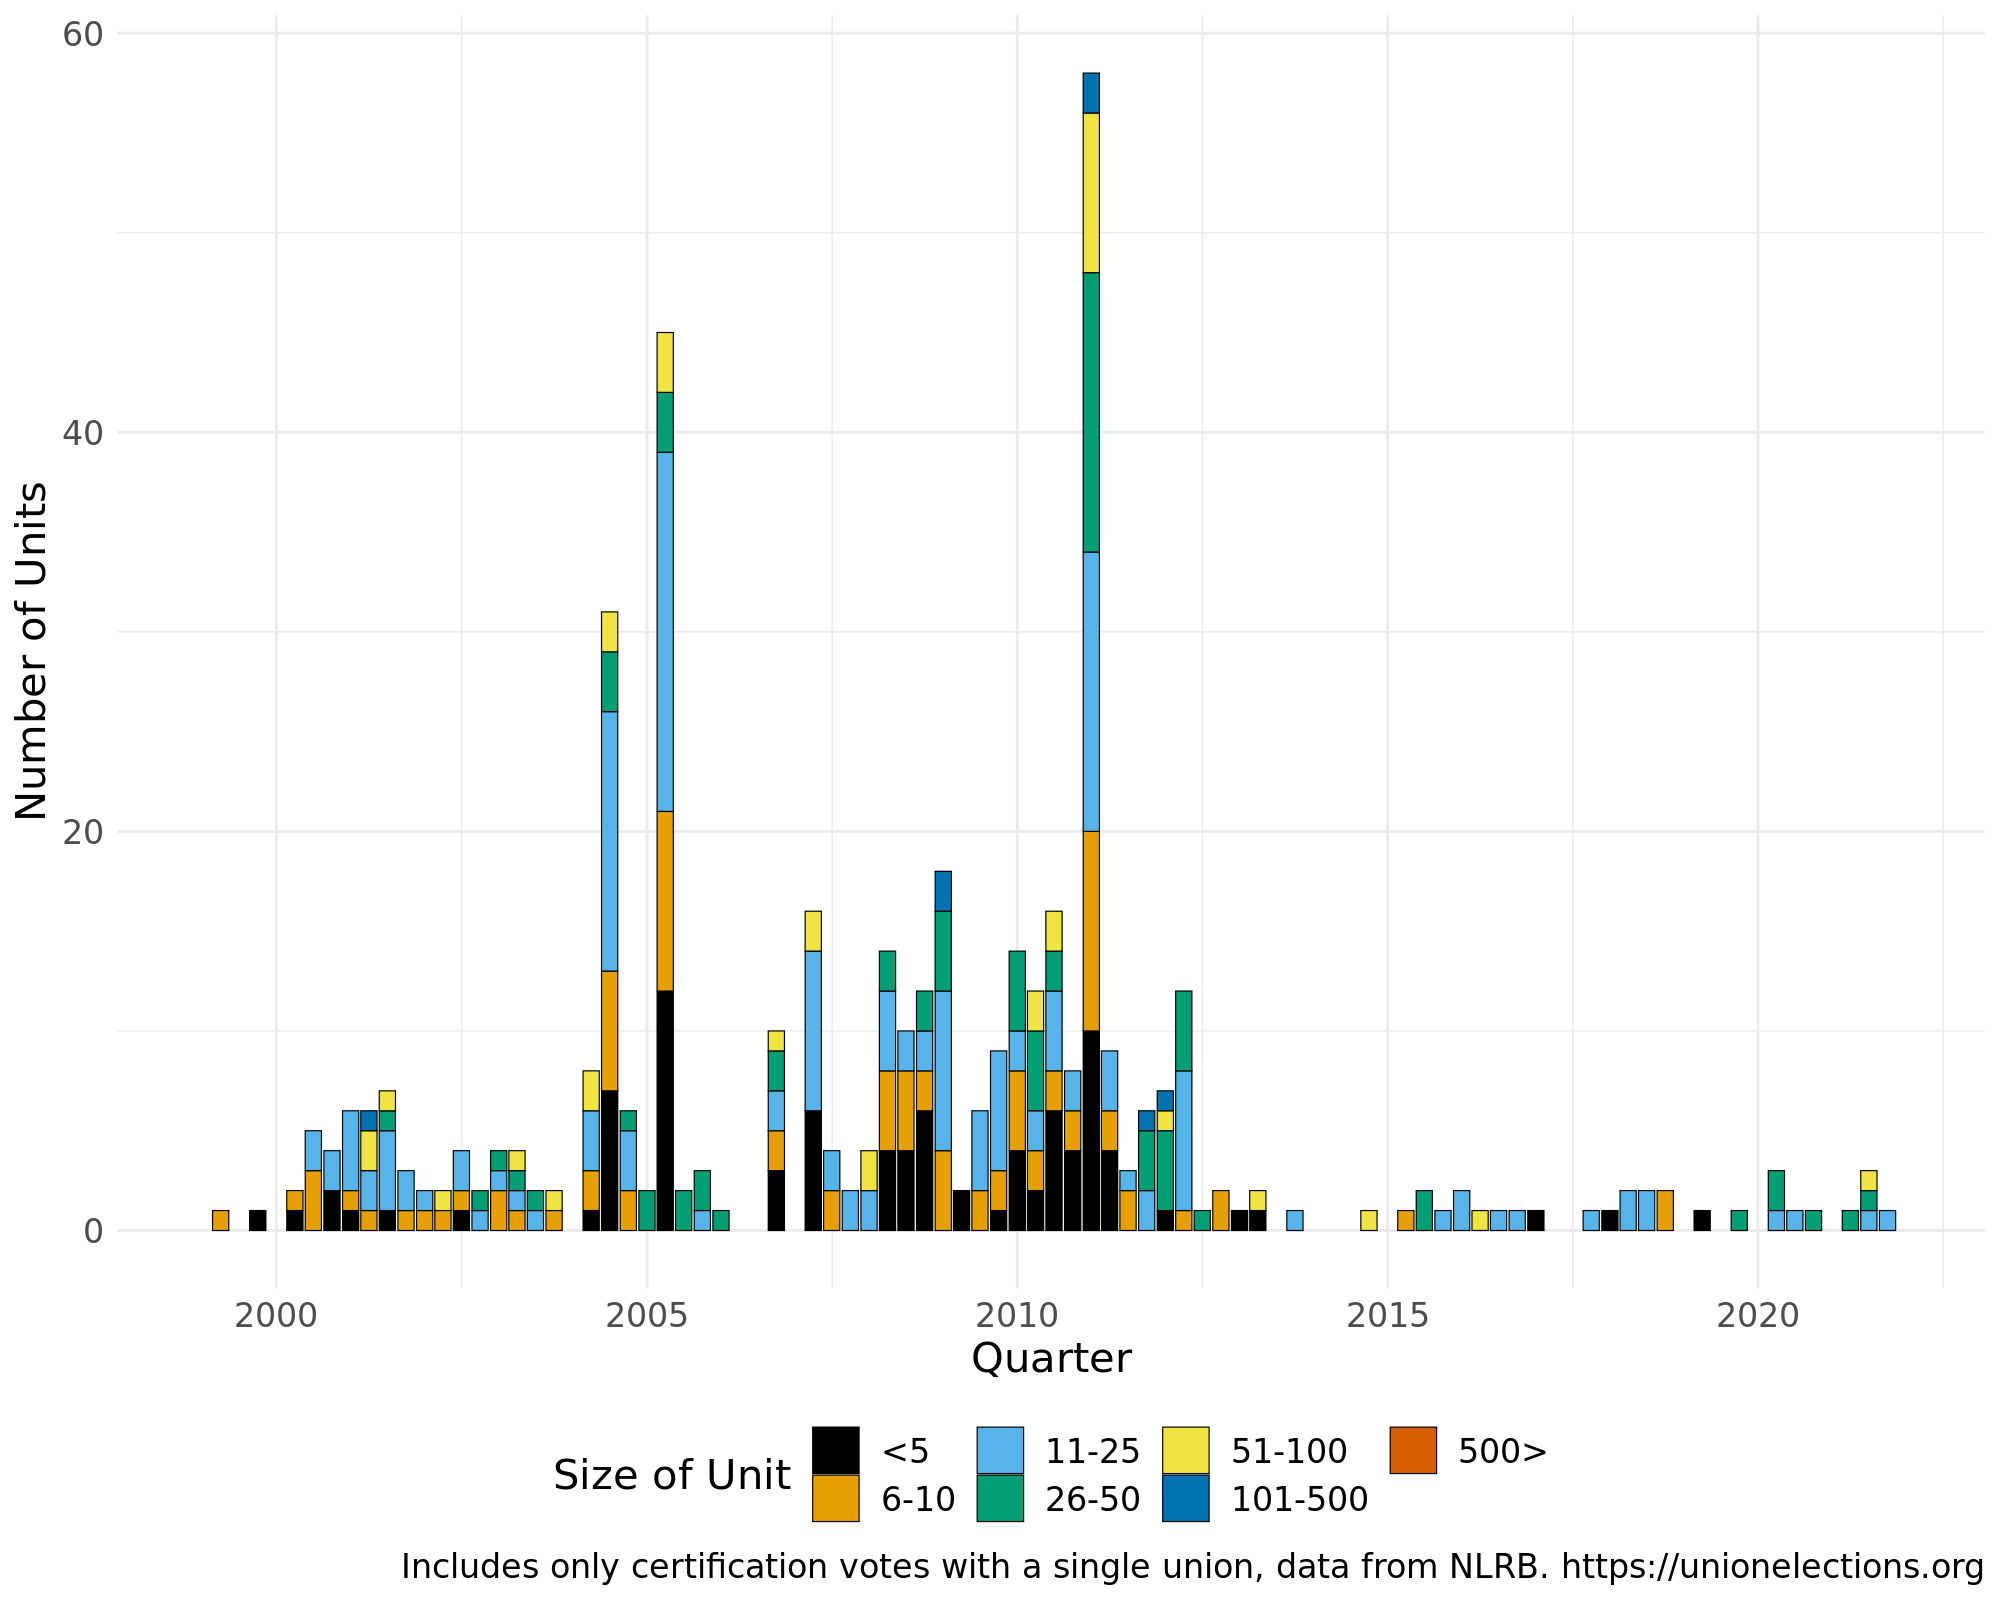 60
40
20
0
Number of Units
2000 2005 2010 2015 2020
Quarter
Size of Unit
<5 11-25 51-100 500>
6-10 26-50 101-500
Includes only certification votes with a single union, data from NLRB. https://unionelections.org